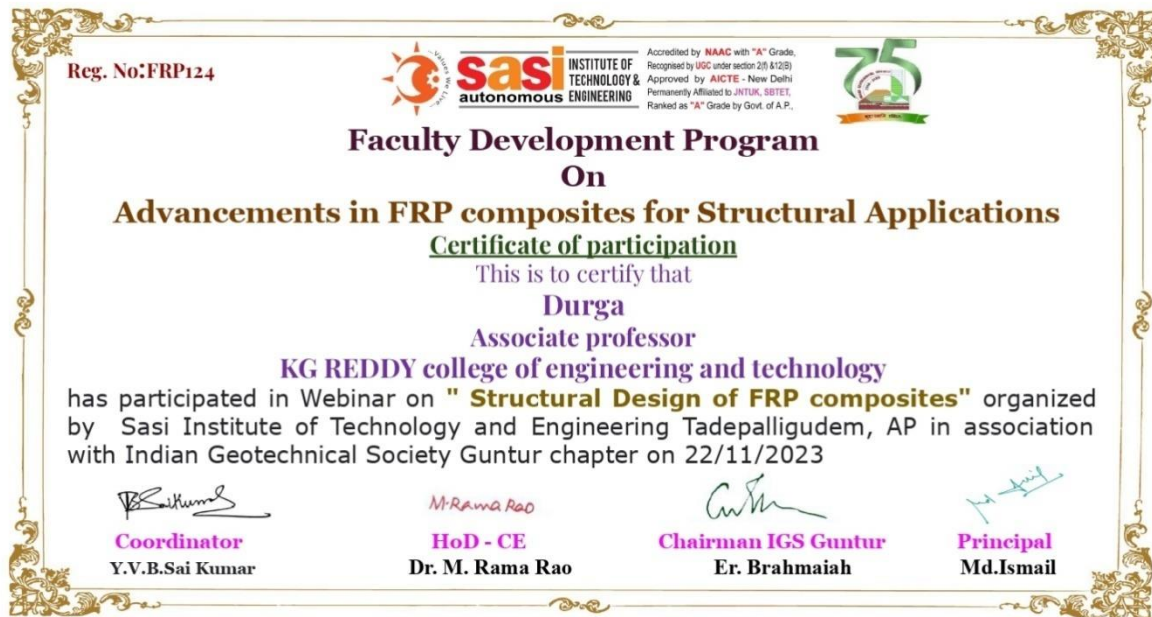 Reg. No:FRP124
...Values We Live...
sasi
autonomous
INSTITUTE OF
TECHNOLOGY &
ENGINEERING
Accredited by NAAC with "A" Grade,
Recognised by UGC under section 2(f) &12(B)
Approved by AICTE - New Delhi
Permanently Affiliated to JNTUK, SBTET,
Ranked as "A" Grade by Govt. of A.P.,
75
Faculty Development Program
On
Advancements in FRP composites for Structural Applications
Certificate of participation
This is to certify that
Durga
Associate professor
KG REDDY college of engineering and technology
has participated in Webinar on " Structural Design of FRP composites" organized
by Sasi Institute of Technology and Engineering Tadepalligudem, AP in association
with Indian Geotechnical Society Guntur chapter on 22/11/2023
M.Rama Rao
Coordinator
HoD - CE
Chairman IGS Guntur
Principal
Y.V.B.Sai Kumar
Dr. M. Rama Rao
Er. Brahmaiah
Md.Ismail